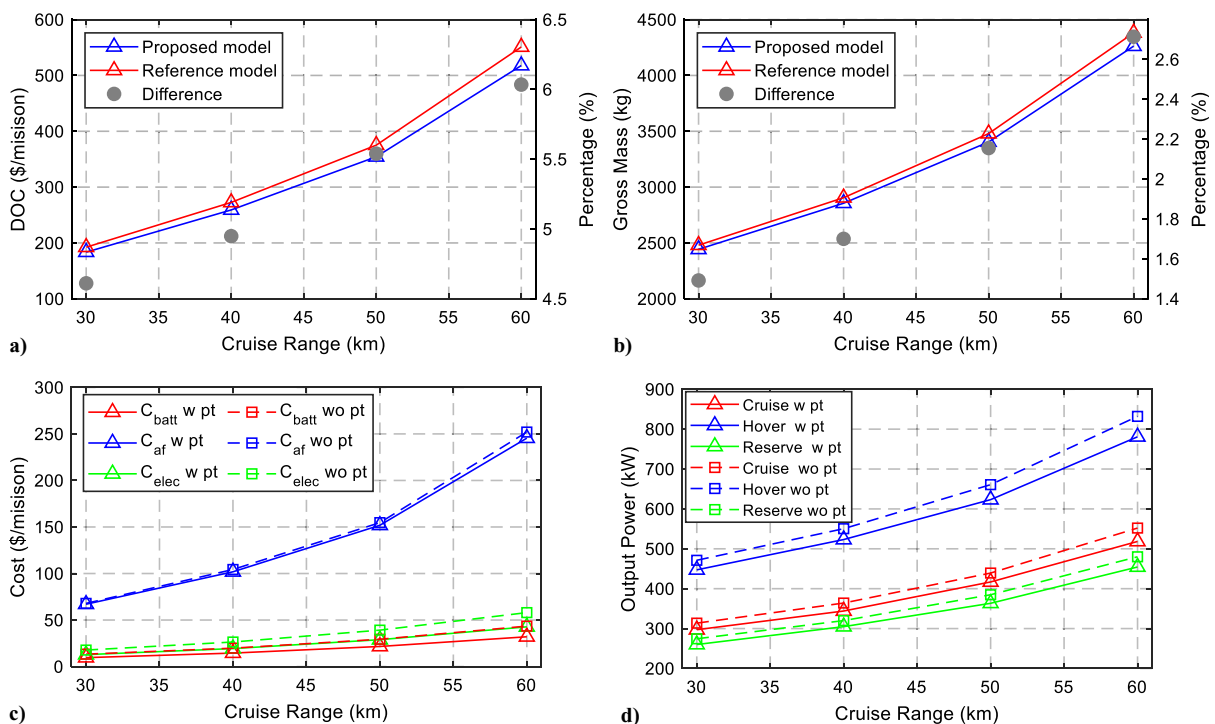 600
500
400
300
200
100
DOC ($/misison)
Proposed model
Reference model
Difference
6.5
6
5.5
5
4.5
Percentage (%)
30 35 40 45 50 55 60
Cruise Range (km)
a)
4500
4000
3500
3000
2500
2000
Gross Mass (kg)
Proposed model
Reference model
Difference
2.6
2.4
2.2
2
1.8
1.6
1.4
Percentage (%)
30 35 40 45 50 55 60
Cruise Range (km)
b)
300
250
200
150
100
50
0
Cost ($/misison)
C_batt w pt C_batt wo pt
C_af w pt C_af wo pt
C_elec w pt C_elec wo pt
30 35 40 45 50 55 60
Cruise Range (km)
c)
900
800
700
600
500
400
300
200
Output Power (kW)
Cruise w pt
Hover w pt
Reserve w pt
Cruise wo pt
Hover wo pt
Reserve wo pt
30 35 40 45 50 55 60
Cruise Range (km)
d)